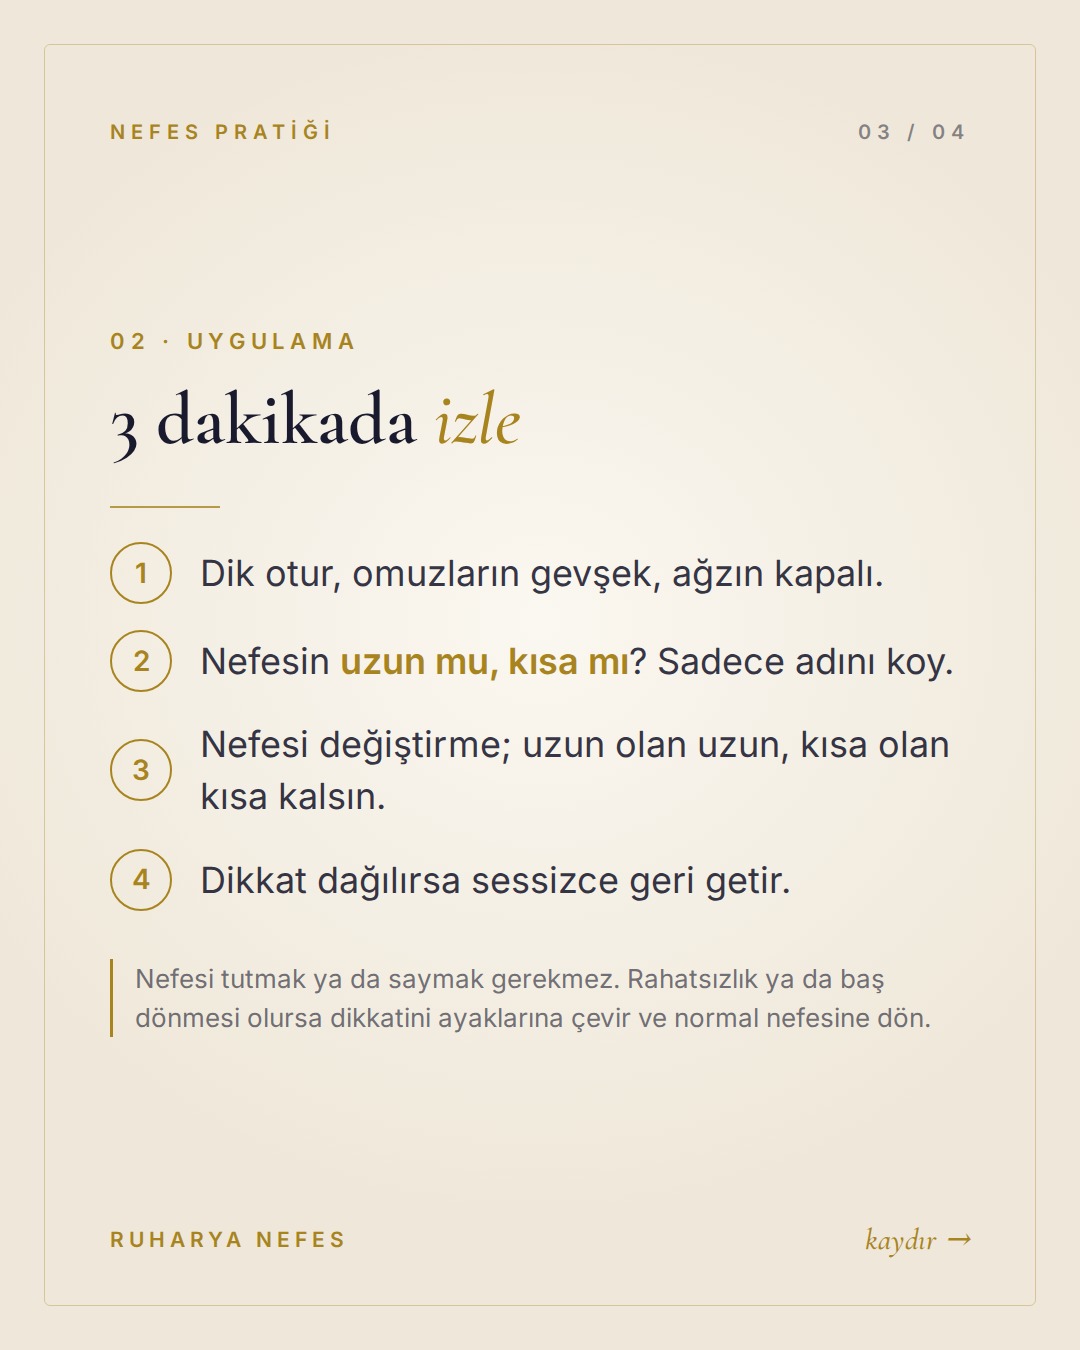 NEFES PRATİĞİ
03 / 04
02 · UYGULAMA
3 dakikada izle
1 Dik otur, omuzların gevşek, ağzın kapalı.
2 Nefesin uzun mu, kısa mı? Sadece adını koy.
3 Nefesi değiştirme; uzun olan uzun, kısa olan
kısa kalsın.
4 Dikkat dağılırsa sessizce geri getir.
Nefesi tutmak ya da saymak gerekmez. Rahatsızlık ya da baş
dönmesi olursa dikkatini ayaklarına çevir ve normal nefesine dön.
RUHARYA NEFES
kaydır →